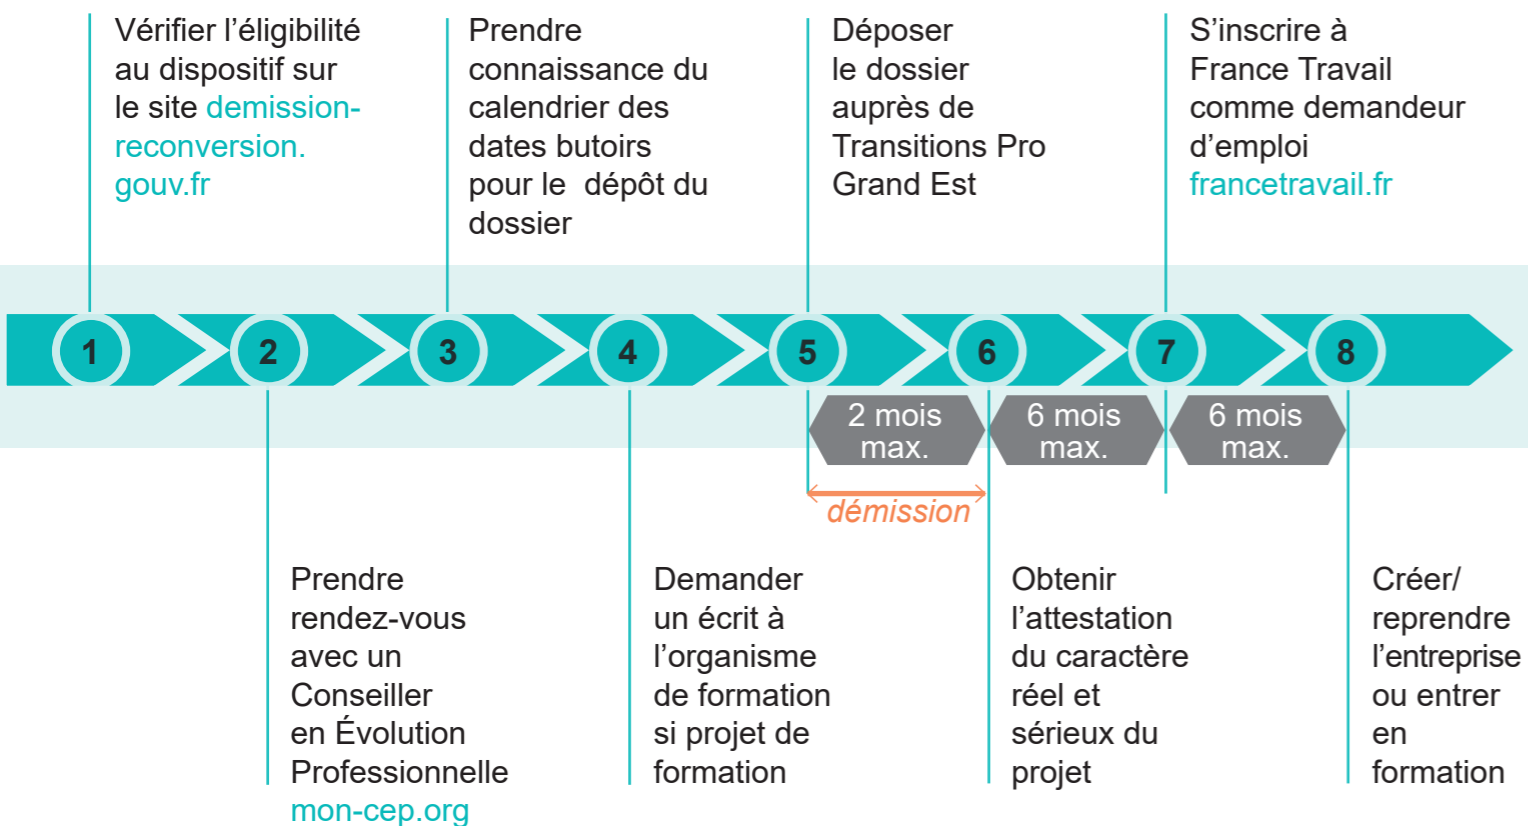 Vérifier l’éligibilité
au dispositif sur
le site demission-
reconversion.
gouv.fr
Prendre
connaissance du
calendrier des
dates butoirs
pour le dépôt du
dossier
Déposer
le dossier
auprès de
Transitions Pro
Grand Est
S’inscrire à
France Travail
comme demandeur
d’emploi
francetravail.fr
1
2
3
4
5
6
7
8
2 mois
max.
6 mois
max.
6 mois
max.
démission
Prendre
rendez-vous
avec un
Conseiller
en Évolution
Professionnelle
mon-cep.org
Demander
un écrit à
l’organisme
de formation
si projet de
formation
Obtenir
l’attestation
du caractère
réel et
sérieux du
projet
Créer/
reprendre
l’entreprise
ou entrer
en
formation